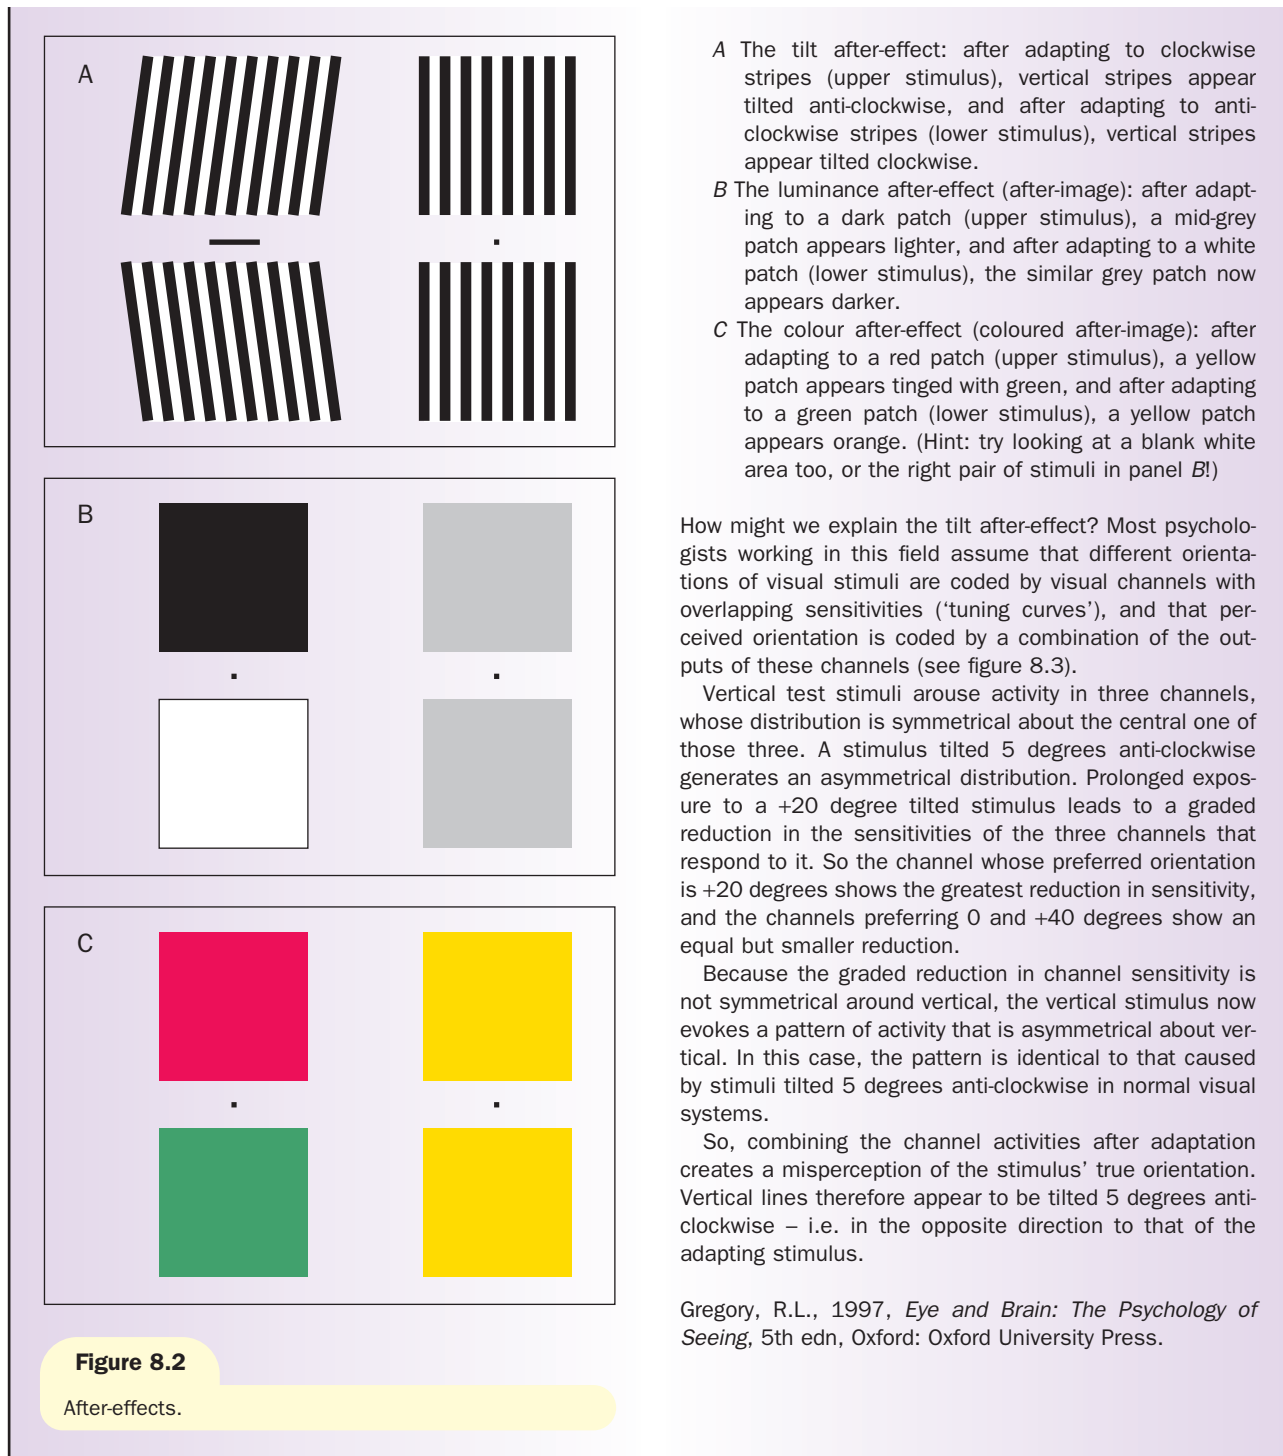 A
B
C
Figure 8.2
After-effects.
A The tilt after-effect: after adapting to clockwise
stripes (upper stimulus), vertical stripes appear
tilted anti-clockwise, and after adapting to anti-
clockwise stripes (lower stimulus), vertical stripes
appear tilted clockwise.
B The luminance after-effect (after-image): after adapt-
ing to a dark patch (upper stimulus), a mid-grey
patch appears lighter, and after adapting to a white
patch (lower stimulus), the similar grey patch now
appears darker.
C The colour after-effect (coloured after-image): after
adapting to a red patch (upper stimulus), a yellow
patch appears tinged with green, and after adapting
to a green patch (lower stimulus), a yellow patch
appears orange. (Hint: try looking at a blank white
area too, or the right pair of stimuli in panel B!)
How might we explain the tilt after-effect? Most psycholo-
gists working in this field assume that different orienta-
tions of visual stimuli are coded by visual channels with
overlapping sensitivities (‘tuning curves’), and that per-
ceived orientation is coded by a combination of the out-
puts of these channels (see figure 8.3).
Vertical test stimuli arouse activity in three channels,
whose distribution is symmetrical about the central one of
those three. A stimulus tilted 5 degrees anti-clockwise
generates an asymmetrical distribution. Prolonged expos-
ure to a +20 degree tilted stimulus leads to a graded
reduction in the sensitivities of the three channels that
respond to it. So the channel whose preferred orientation
is +20 degrees shows the greatest reduction in sensitivity,
and the channels preferring 0 and +40 degrees show an
equal but smaller reduction.
Because the graded reduction in channel sensitivity is
not symmetrical around vertical, the vertical stimulus now
evokes a pattern of activity that is asymmetrical about ver-
tical. In this case, the pattern is identical to that caused
by stimuli tilted 5 degrees anti-clockwise in normal visual
systems.
So, combining the channel activities after adaptation
creates a misperception of the stimulus’ true orientation.
Vertical lines therefore appear to be tilted 5 degrees anti-
clockwise – i.e. in the opposite direction to that of the
adapting stimulus.
Gregory, R.L., 1997, Eye and Brain: The Psychology of
Seeing, 5th edn, Oxford: Oxford University Press.